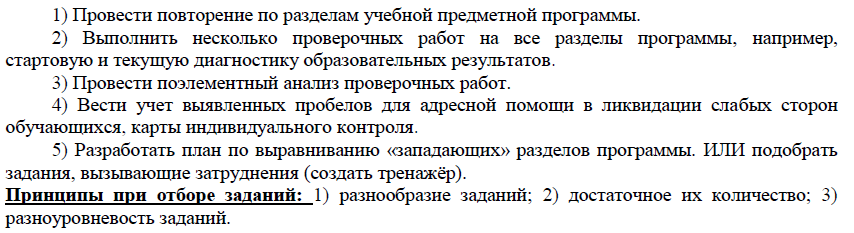 1) Провести повторение по разделам учебной предметной программы.
2) Выполнить несколько проверочных работ на все разделы программы, например,
стартовую и текущую диагностику образовательных результатов.
3) Провести поэлементный анализ проверочных работ.
4) Вести учет выявленных пробелов для адресной помощи в ликвидации слабых сторон
обучающихся, карты индивидуального контроля.
5) Разработать план по выравниванию «западающих» разделов программы. ИЛИ подобрать
задания, вызывающие затруднения (создать тренажёр).
Принципы при отборе заданий: 1) разнообразие заданий; 2) достаточное их количество; 3)
разноуровневость заданий.